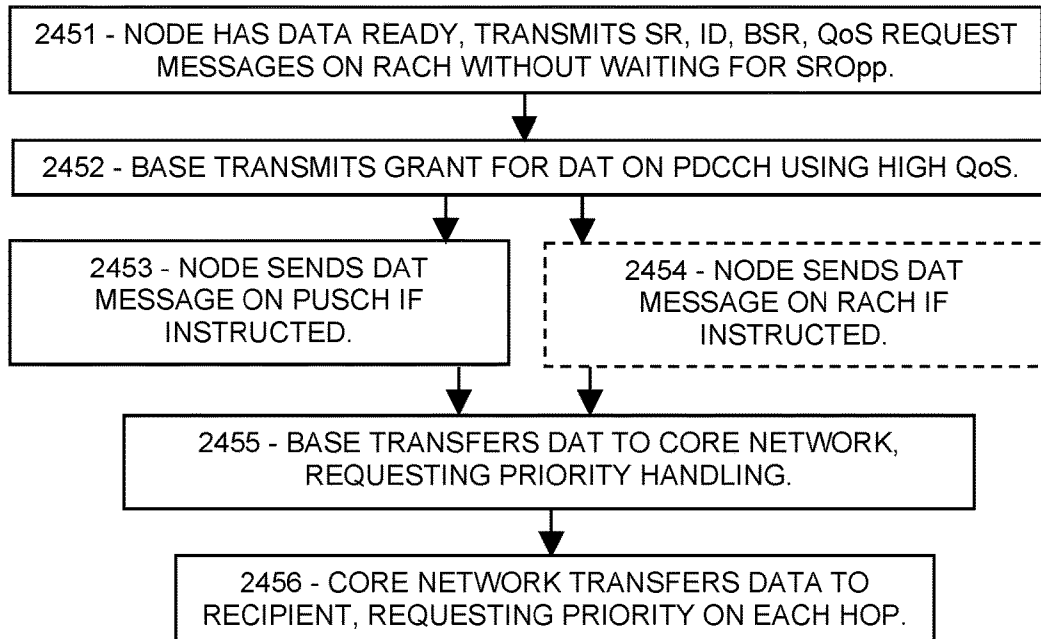 2451 - NODE HAS DATA READY, TRANSMITS SR, ID, BSR, QoS REQUEST
MESSAGES ON RACH WITHOUT WAITING FOR SROpp.
2452 - BASE TRANSMITS GRANT FOR DAT ON PDCCH USING HIGH QoS.
2453 - NODE SENDS DAT
MESSAGE ON PUSCH IF
INSTRUCTED.
2454 - NODE SENDS DAT
MESSAGE ON RACH IF
INSTRUCTED.
2455 - BASE TRANSFERS DAT TO CORE NETWORK,
REQUESTING PRIORITY HANDLING.
2456 - CORE NETWORK TRANSFERS DATA TO
RECIPIENT, REQUESTING PRIORITY ON EACH HOP.